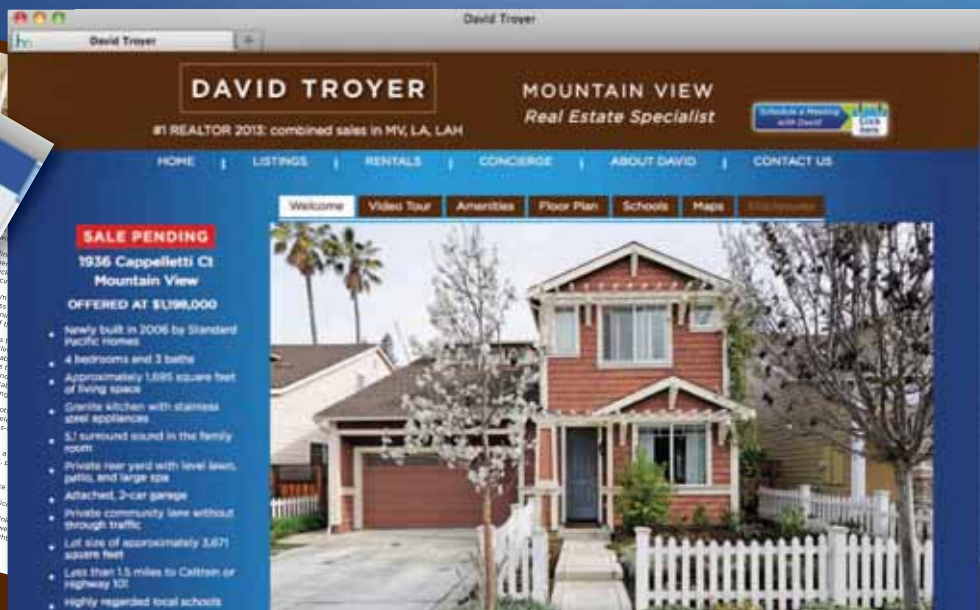 David Troyer
David Troyer
DAVID TROYER
#1 REALTOR 2013: combined sales in MV, LA, LAH
MOUNTAIN VIEW
Real Estate Specialist
Schedule a Meeting
with David!
Click
here
HOME | LISTINGS | RENTALS | CONCIERGE | ABOUT DAVID | CONTACT US
Welcome Video Tour Amenities Floor Plan Schools Maps
SALE PENDING
1936 Cappelletti Ct
Mountain View
OFFERED AT $1,198,000
• Newly built in 2006 by Standard
Pacific Homes
• 4 bedrooms and 3 baths
• Approximately 1,695 square feet
of living space
• Granite kitchen with stainless
steel appliances
• 5.1 surround sound in the family
room
• Private rear yard with level lawn,
patio, and large spa
• Attached, 2-car garage
• Private community lane without
through traffic
• Lot size of approximately 3,671
square feet
• Less than 1.5 miles to Caltrain or
Highway 101
• Highly regarded local schools